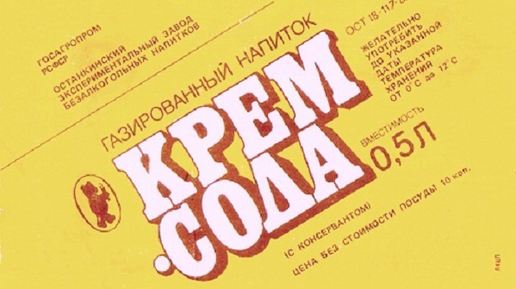 ГОСАГРОПРОМ
РСФСР
ОСТАНКИНСКИЙ
ЭКСПЕРИМЕНТАЛЬНЫЙ ЗАВОД
БЕЗАЛКОГОЛЬНЫХ НАПИТКОВ
ГАЗИРОВАННЫЙ НАПИТОК
КРЕМ
СОДА
ОСТ 18-117-
ЖЕЛАТЕЛЬНО
УПОТРЕБИТЬ
ДО УКАЗАННОЙ
ДАТЫ
ТЕМПЕРАТУРА
ХРАНЕНИЯ
ОТ 0°С до 12°С
ВМЕСТИМОСТЬ
0,5Л
(С КОНСЕРВАНТОМ)
ЦЕНА БЕЗ СТОИМОСТИ ПОСУДЫ 10 коп.